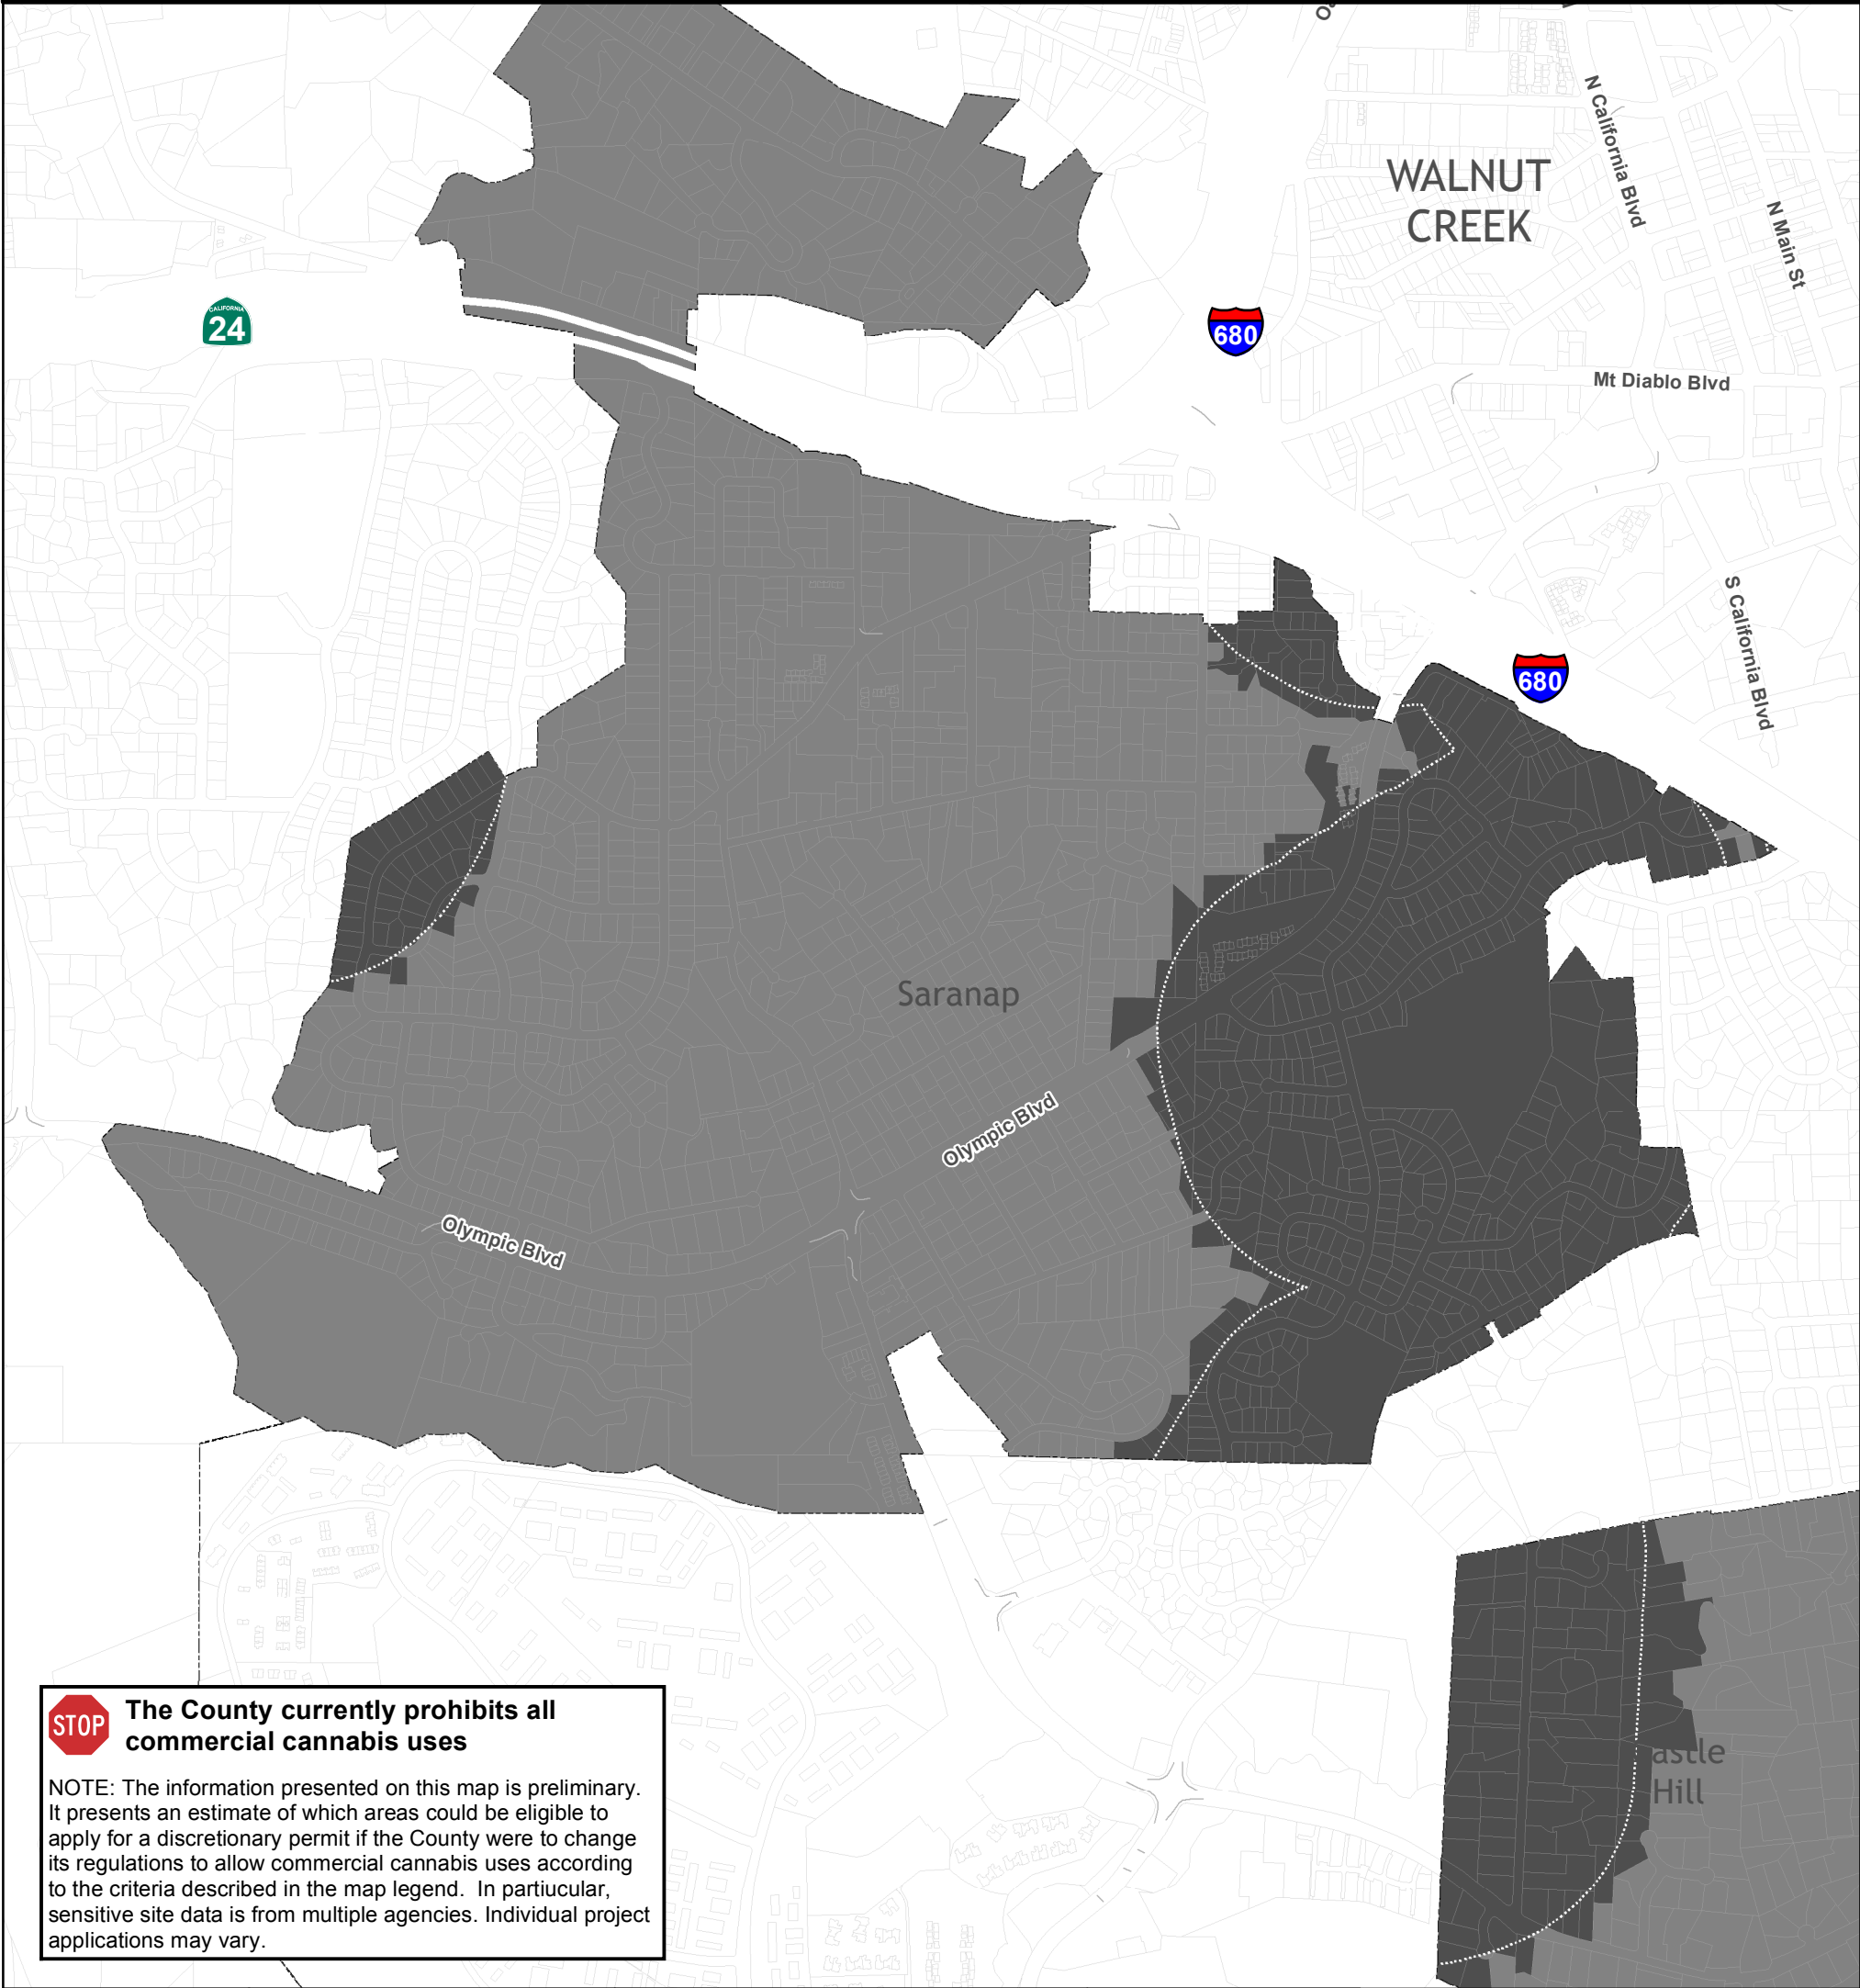 WALNUT
CREEK
N California Blvd
N Main St
CALIFORNIA
24
680
Mt Diablo Blvd
S California Blvd
680
Saranap
Olympic Blvd
Olympic Blvd
astle
Hill
STOP
The County currently prohibits all
commercial cannabis uses
NOTE: The information presented on this map is preliminary.
It presents an estimate of which areas could be eligible to
apply for a discretionary permit if the County were to change
its regulations to allow commercial cannabis uses according
to the criteria described in the map legend.  In partiucular,
sensitive site data is from multiple agencies. Individual project
applications may vary.